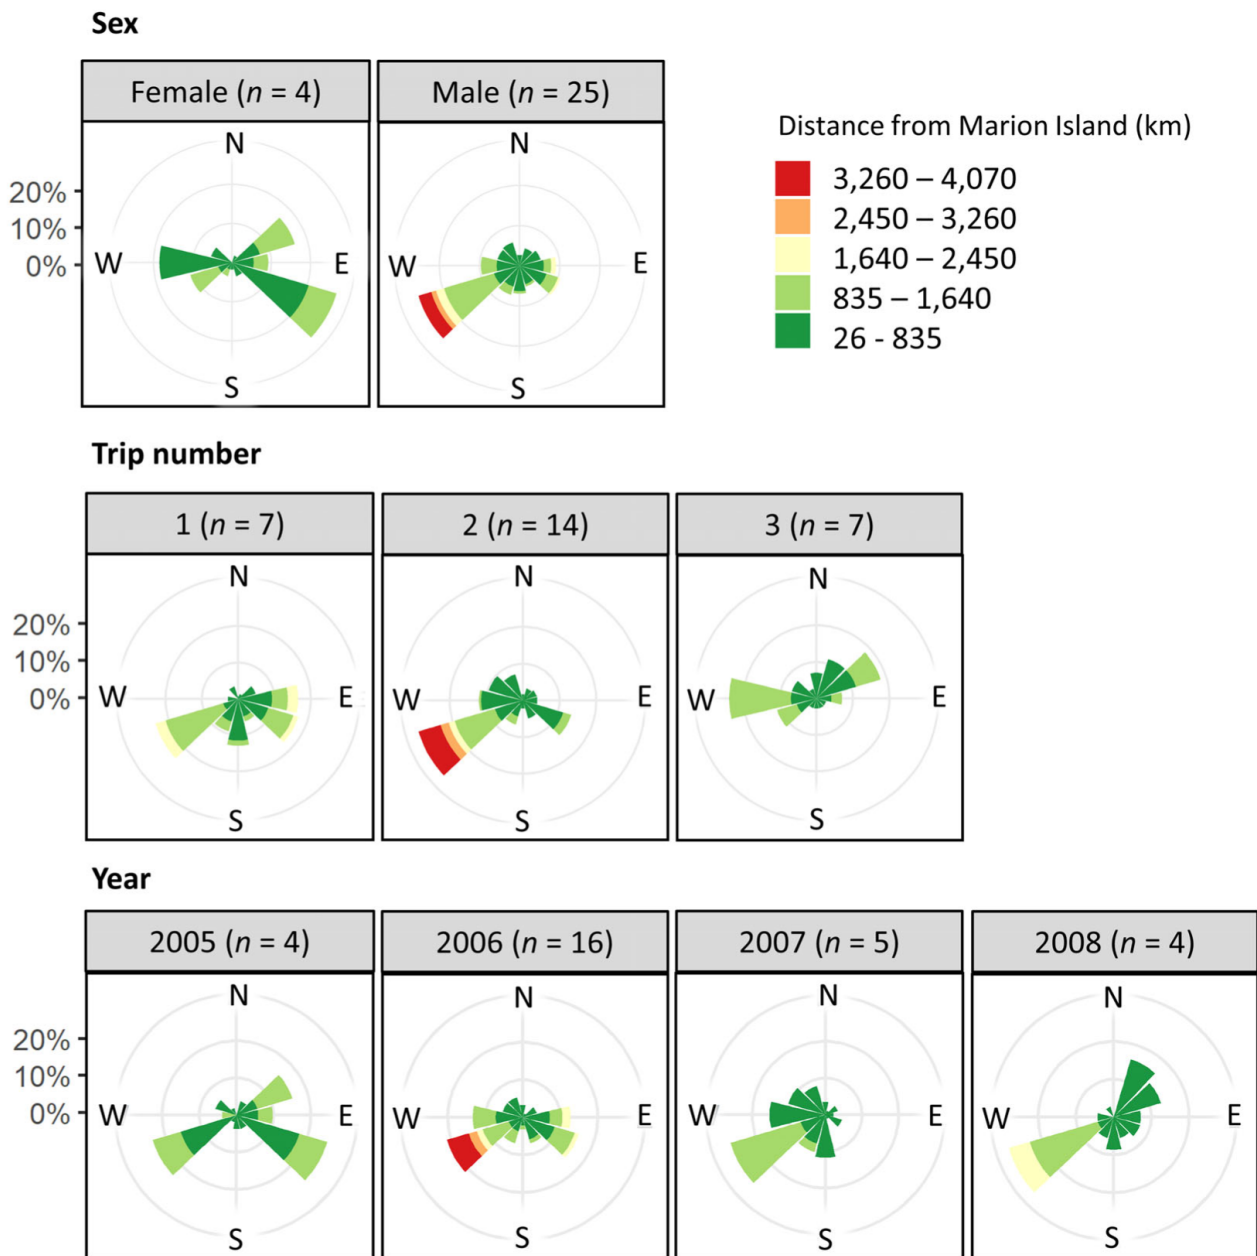 Sex
Female (n = 4)
Male (n = 25)
Distance from Marion Island (km)
3,260 – 4,070
2,450 – 3,260
1,640 – 2,450
835 – 1,640
26 - 835
20%
10%
0%
N
W
E
S
N
W
E
S
Trip number
1 (n = 7)
2 (n = 14)
3 (n = 7)
20%
10%
0%
N
W
E
S
N
W
E
S
N
W
E
S
Year
2005 (n = 4)
2006 (n = 16)
2007 (n = 5)
2008 (n = 4)
20%
10%
0%
N
W
E
S
N
W
E
S
N
W
E
S
N
W
E
S